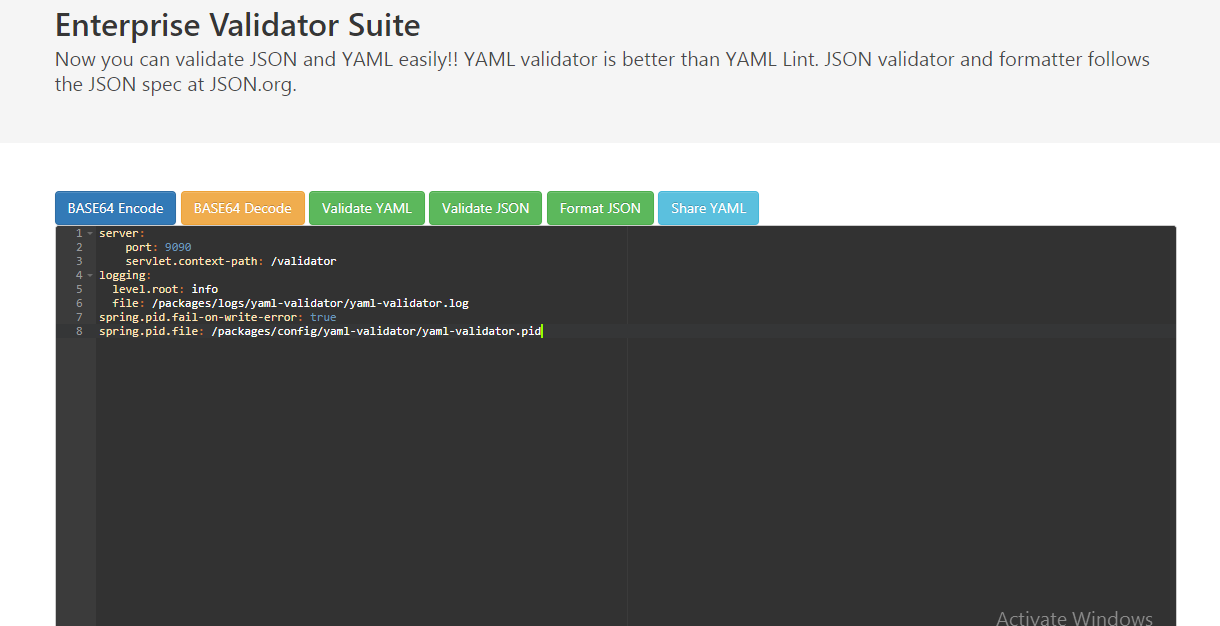 Enterprise Validator Suite
Now you can validate JSON and YAML easily!! YAML validator is better than YAML Lint. JSON validator and formatter follows
the JSON spec at JSON.org.
BASE64 Encode BASE64 Decode Validate YAML Validate JSON Format JSON Share YAML
1 server:
2     port: 9090
3     servlet.context-path: /validator
4 logging:
5   level.root: info
6   file: /packages/logs/yaml-validator/yaml-validator.log
7 spring.pid.fail-on-write-error: true
8 spring.pid.file: /packages/config/yaml-validator/yaml-validator.pid
Activate Windows